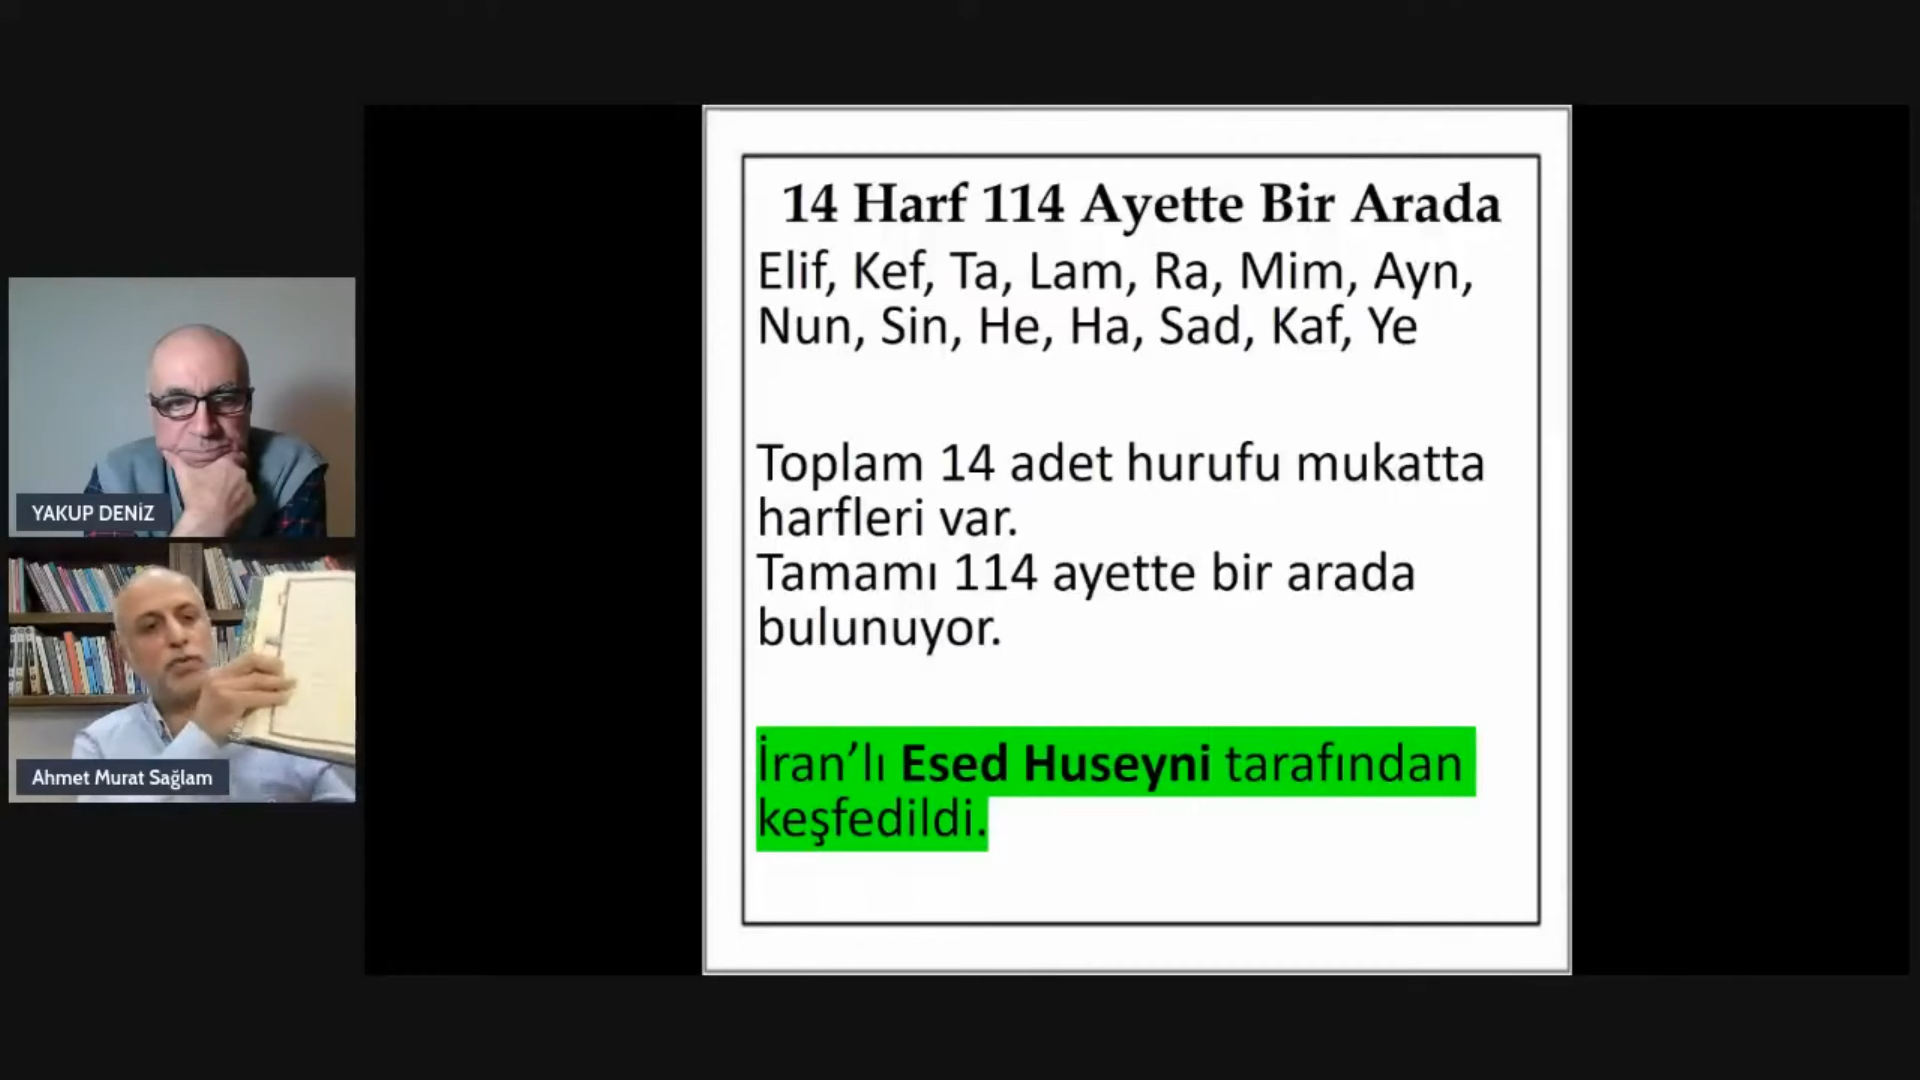 14 Harf 114 Ayette Bir Arada
Elif, Kef, Ta, Lam, Ra, Mim, Ayn,
Nun, Sin, He, Ha, Sad, Kaf, Ye
Toplam 14 adet hurufu mukatta
harfleri var.
Tamamı 114 ayette bir arada
bulunuyor.
İran’lı Esed Huseyni tarafından
keşfedildi.
YAKUP DENİZ
Ahmet Murat Sağlam